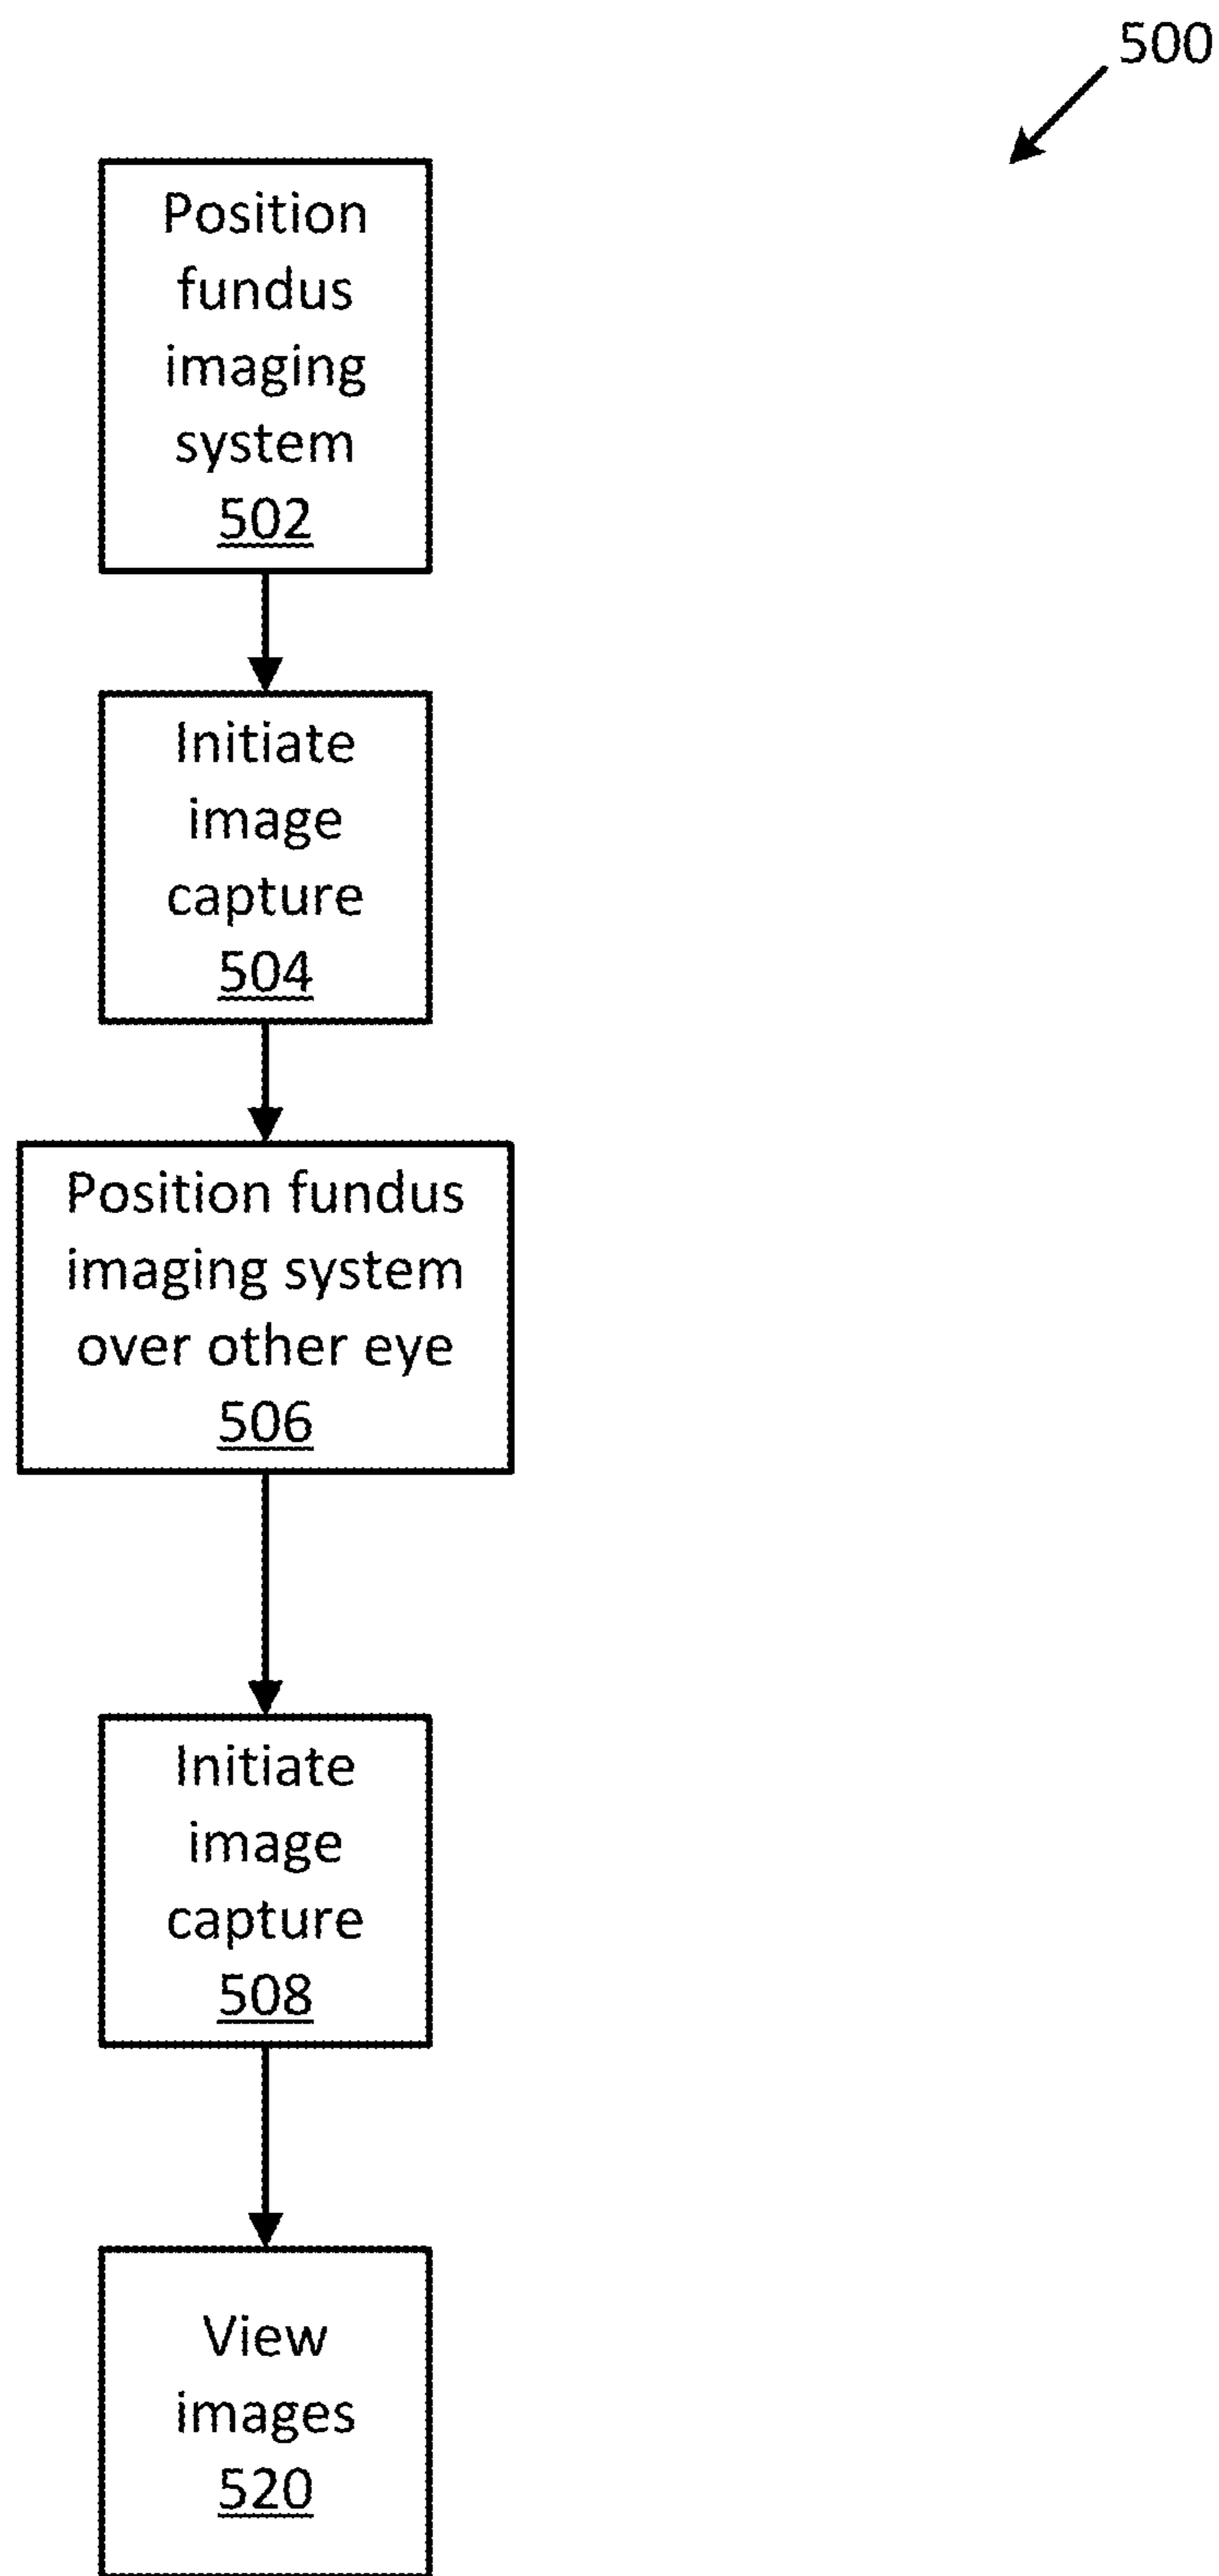 500
Position
fundus
imaging
system
502
Initiate
image
capture
504
Position fundus
imaging system
over other eye
506
Initiate
image
capture
508
View
images
520